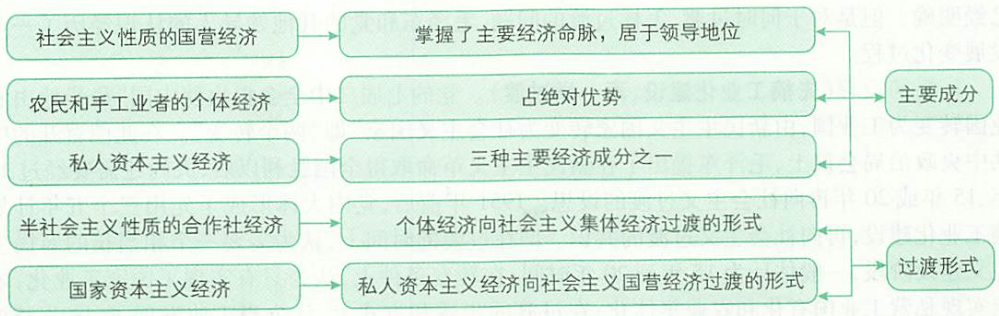 社会主义性质的国营经济
掌握了主要经济命脉，居于领导地位
农民和手工业者的个体经济
占绝对优势
主要成分
私人资本主义经济
三种主要经济成分之一
半社会主义性质的合作社经济
个体经济向社会主义集体经济过渡的形式
过渡形式
国家资本主义经济
私人资本主义经济向社会主义国营经济过渡的形式